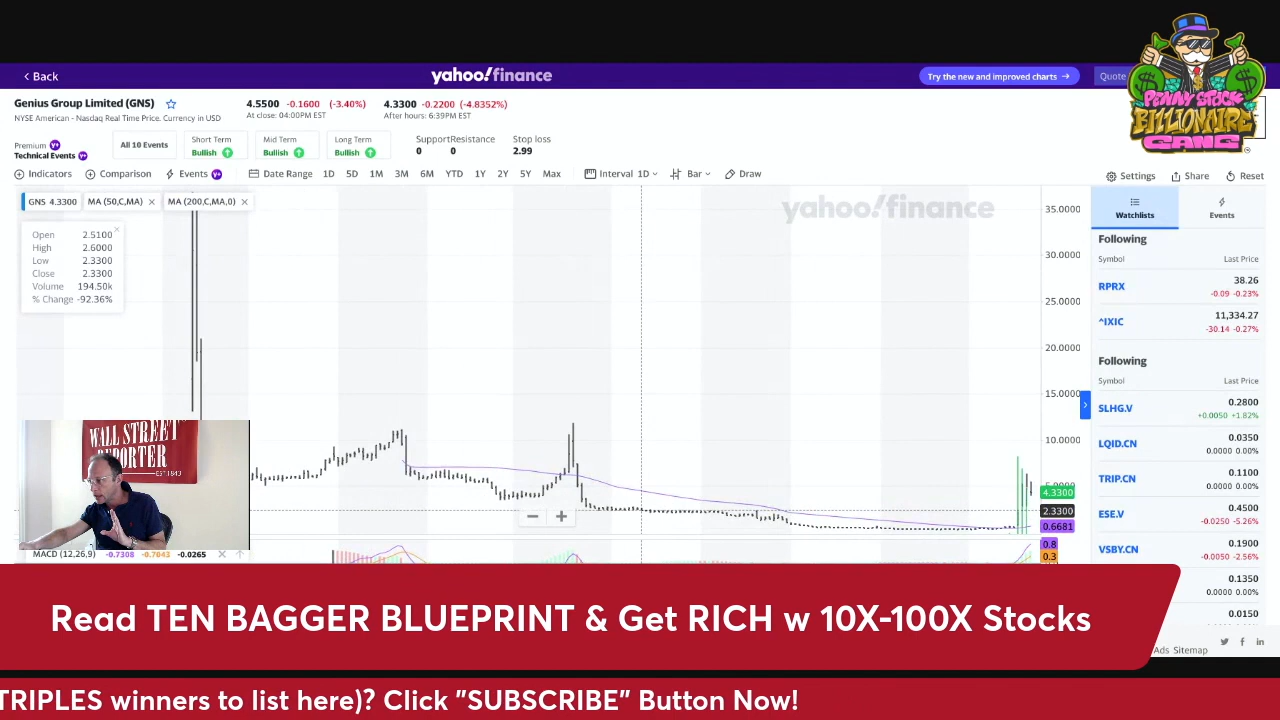 Back
yahoo!finance
Try the new and improved charts →
Quote
PENNY STOCK
BILLIONAIRE
GANG
Genius Group Limited (GNS)
NYSE American - Nasdaq Real Time Price. Currency in USD
4.5500 -0.1600 (-3.40%)
At close: 04:00PM EST
4.3300 -0.2200 (-4.8352%)
After hours: 6:39PM EST
Premium Y+
Technical Events Y+
All 10 Events
Short Term
Bullish
Mid Term
Bullish
Long Term
Bullish
SupportResistance
0 0
Stop loss
2.99
Indicators
Comparison
Events Y+
Date Range 1D 5D 1M 3M 6M YTD 1Y 2Y 5Y Max
Interval 1D
Bar
Draw
Settings
Share
Reset
GNS 4.3300
MA (50,C,MA) ×
MA (200,C,MA,0) ×
Open 2.5100
High 2.6000
Low 2.3300
Close 2.3300
Volume 194.50k
% Change -92.36%
yahoo!finance
35.0000
30.0000
25.0000
20.0000
15.0000
10.0000
5.0000
4.3300
2.3300
0.6681
0.8
0.3
Watchlists
Events
Following
Symbol Last Price
RPRX 38.26
-0.09 -0.23%
^IXIC 11,334.27
-30.14 -0.27%
Following
Symbol Last Price
SLHG.V 0.2800
+0.0050 +1.82%
LQID.CN 0.0350
0.0000 0.00%
TRIP.CN 0.1100
0.0000 0.00%
ESE.V 0.4500
-0.0250 -5.26%
VSBY.CN 0.1900
-0.0050 -2.56%
0.1350
0.0000 0.00%
0.0150
WALL STREET
REPORTER
EST 1843
MACD (12,26,9) -0.7308 -0.7643 -0.0265
Ads Sitemap
Read TEN BAGGER BLUEPRINT & Get RICH w 10X-100X Stocks
TRIPLES winners to list here)? Click "SUBSCRIBE" Button Now!